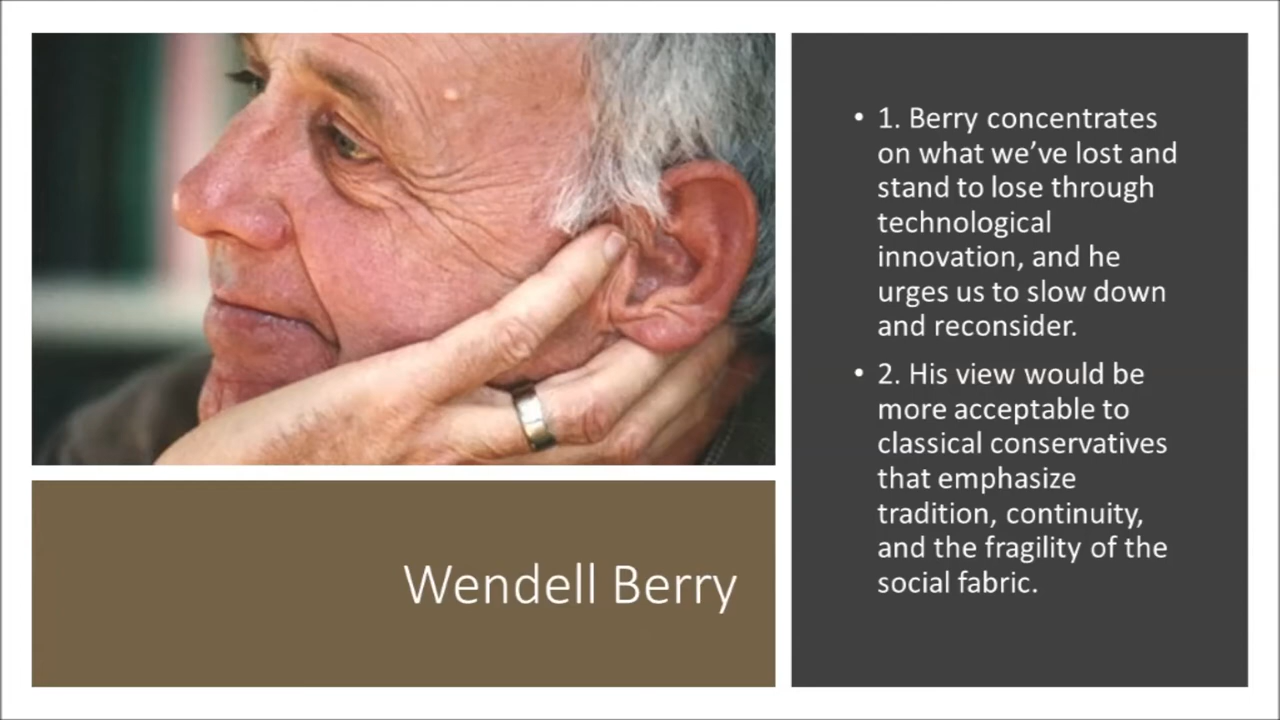 • 1. Berry concentrates
on what we’ve lost and
stand to lose through
technological
innovation, and he
urges us to slow down
and reconsider.
• 2. His view would be
more acceptable to
classical conservatives
that emphasize
tradition, continuity,
and the fragility of the
social fabric.
Wendell Berry